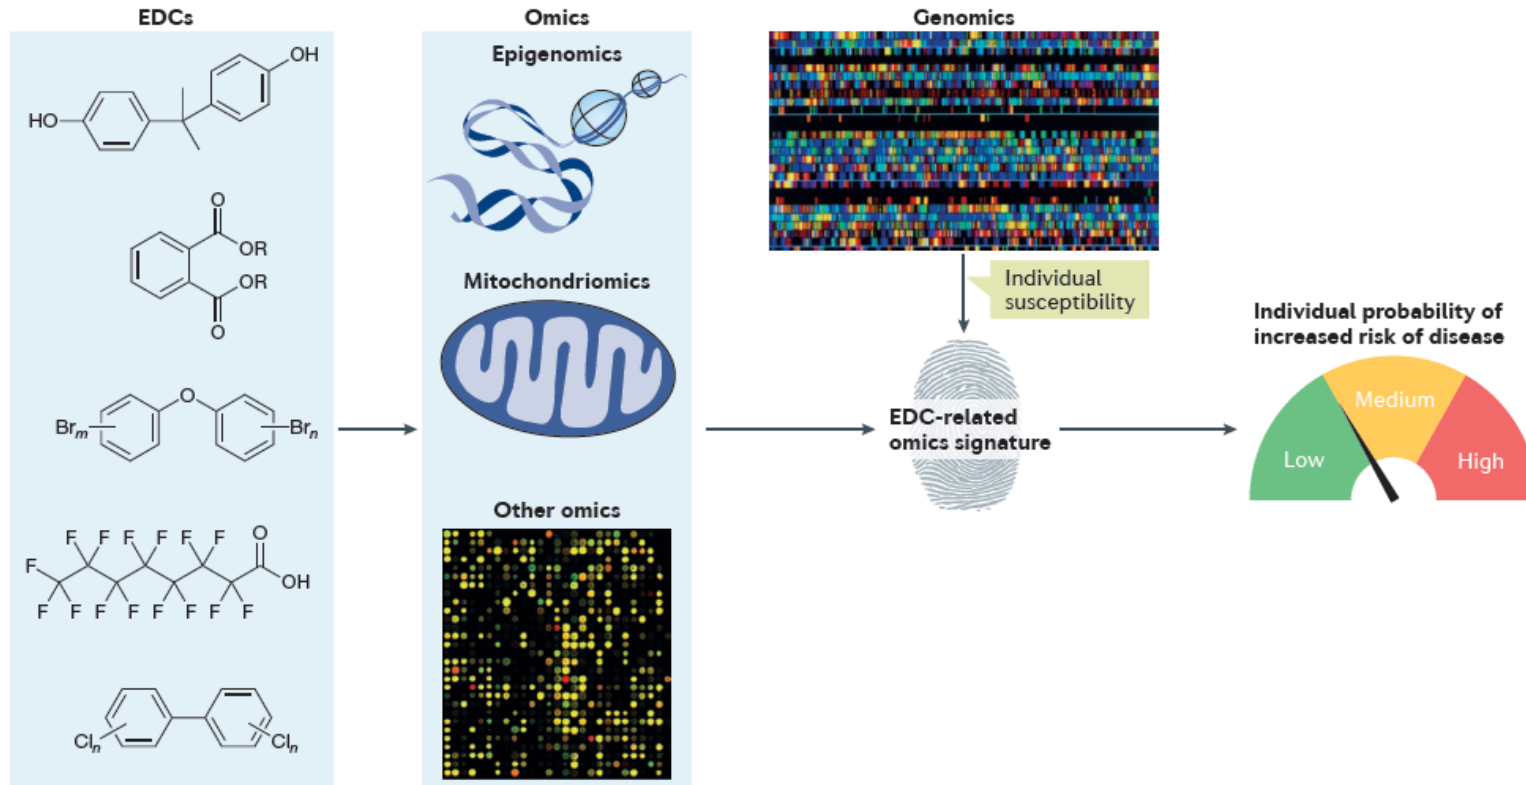 EDCs
OH
HO
O
OR
OR
O
O
Brm
Brn
F F F F F F
O
F
OH
F F F F F F F F
Cln
Cln
Omics
Epigenomics
Mitochondriomics
Other omics
Genomics
Individual
susceptibility
EDC-related
omics signature
Individual probability of
increased risk of disease
Low
Medium
High